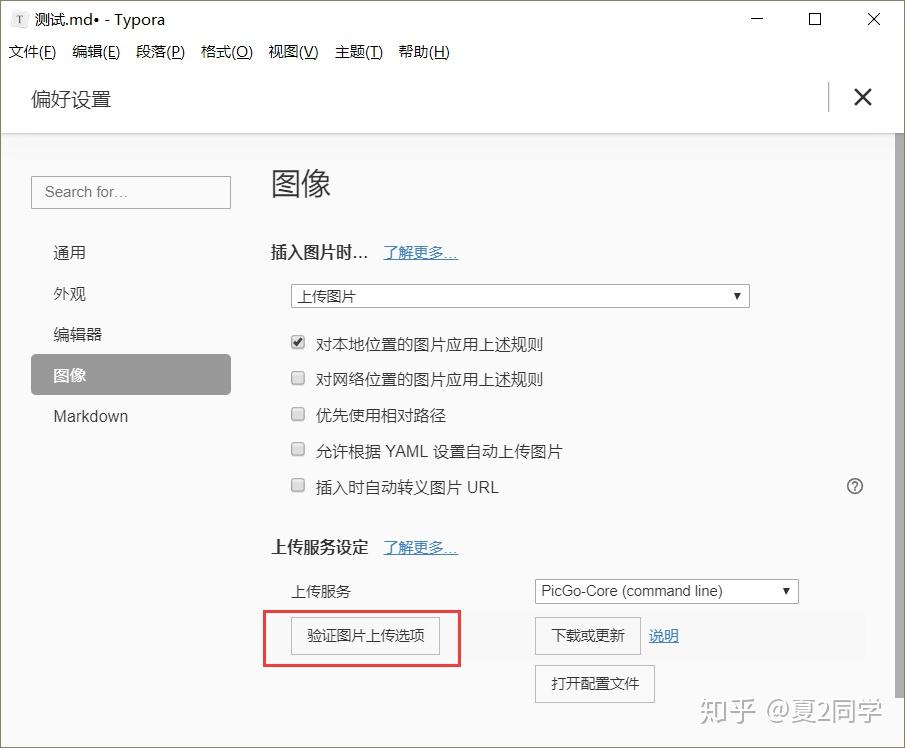 T 测试.md• - Typora
文件(F) 编辑(E) 段落(P) 格式(O) 视图(V) 主题(T) 帮助(H)
偏好设置
Search for...
通用
外观
编辑器
图像
Markdown
图像
插入图片时... 了解更多...
上传图片
对本地位置的图片应用上述规则
对网络位置的图片应用上述规则
优先使用相对路径
允许根据 YAML 设置自动上传图片
插入时自动转义图片 URL
上传服务设定 了解更多...
上传服务 PicGo-Core (command line)
验证图片上传选项 下载或更新 说明
打开配置文件
知乎 @夏2同学